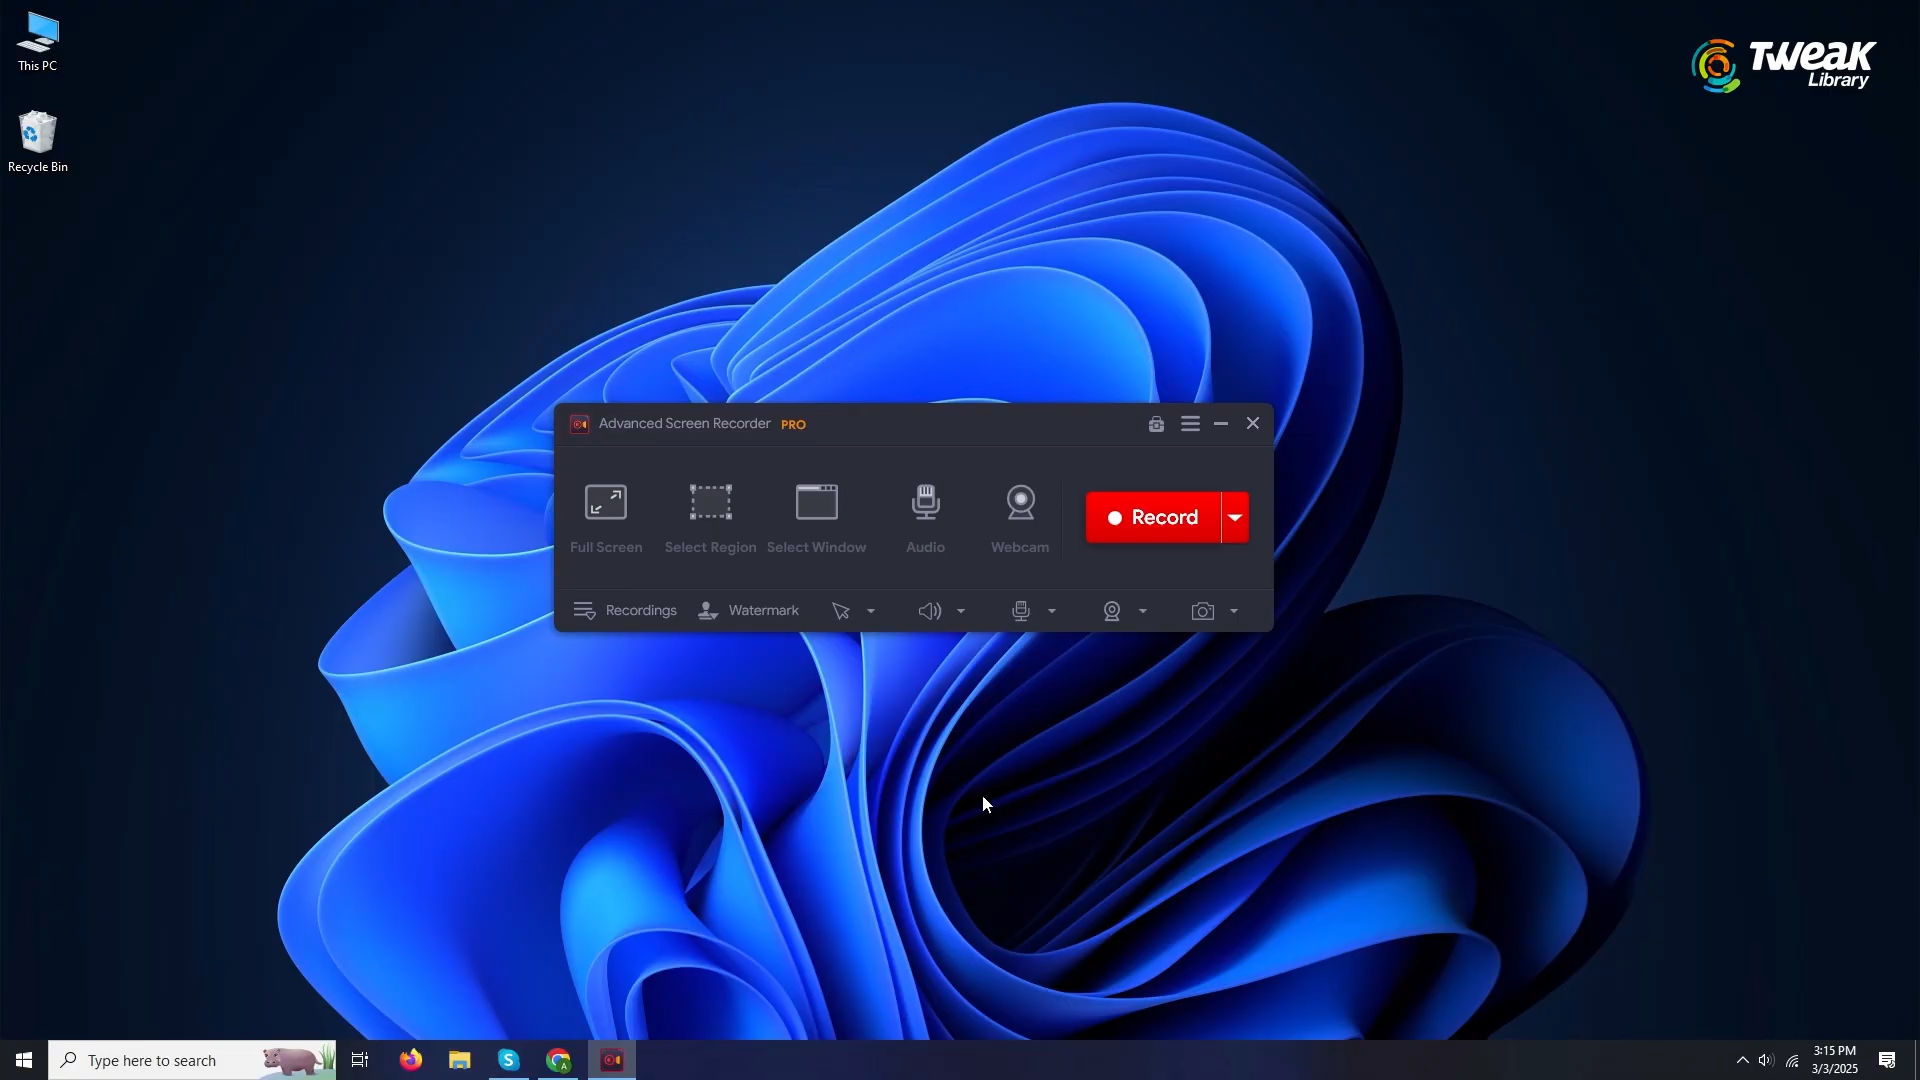 This PC
Recycle Bin
TWEAK
Library
Advanced Screen Recorder PRO
Full Screen
Select Region
Select Window
Audio
Webcam
Record
Recordings
Watermark
Type here to search
3:15 PM
3/3/2025